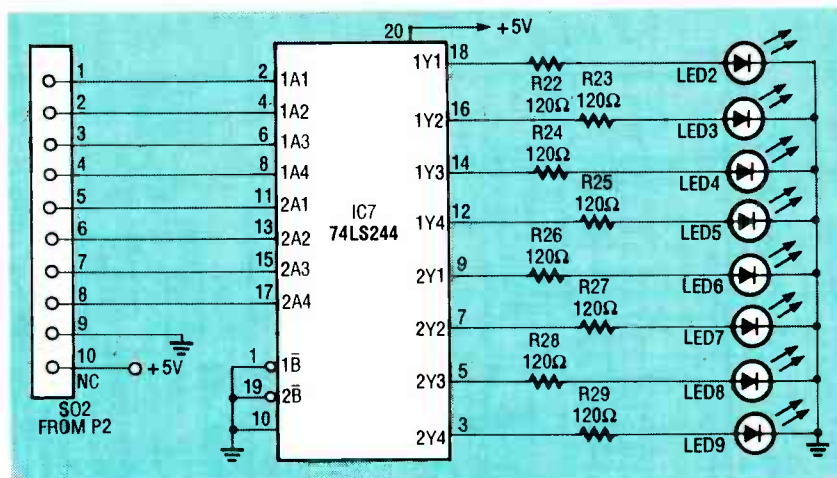 20
+5V
1
2
3
4
5
6
7
8
9
10
NC
+5V
SO2
FROM P2
2
4
6
8
11
13
15
17
1
19
10
1A1
1A2
1A3
1A4
2A1
2A2
2A3
2A4
1B̅
2B̅
IC7
74LS244
1Y1
1Y2
1Y3
1Y4
2Y1
2Y2
2Y3
2Y4
18
16
14
12
9
7
5
3
R22
120Ω
R23
120Ω
R24
120Ω
R25
120Ω
R26
120Ω
R27
120Ω
R28
120Ω
R29
120Ω
LED2
LED3
LED4
LED5
LED6
LED7
LED8
LED9